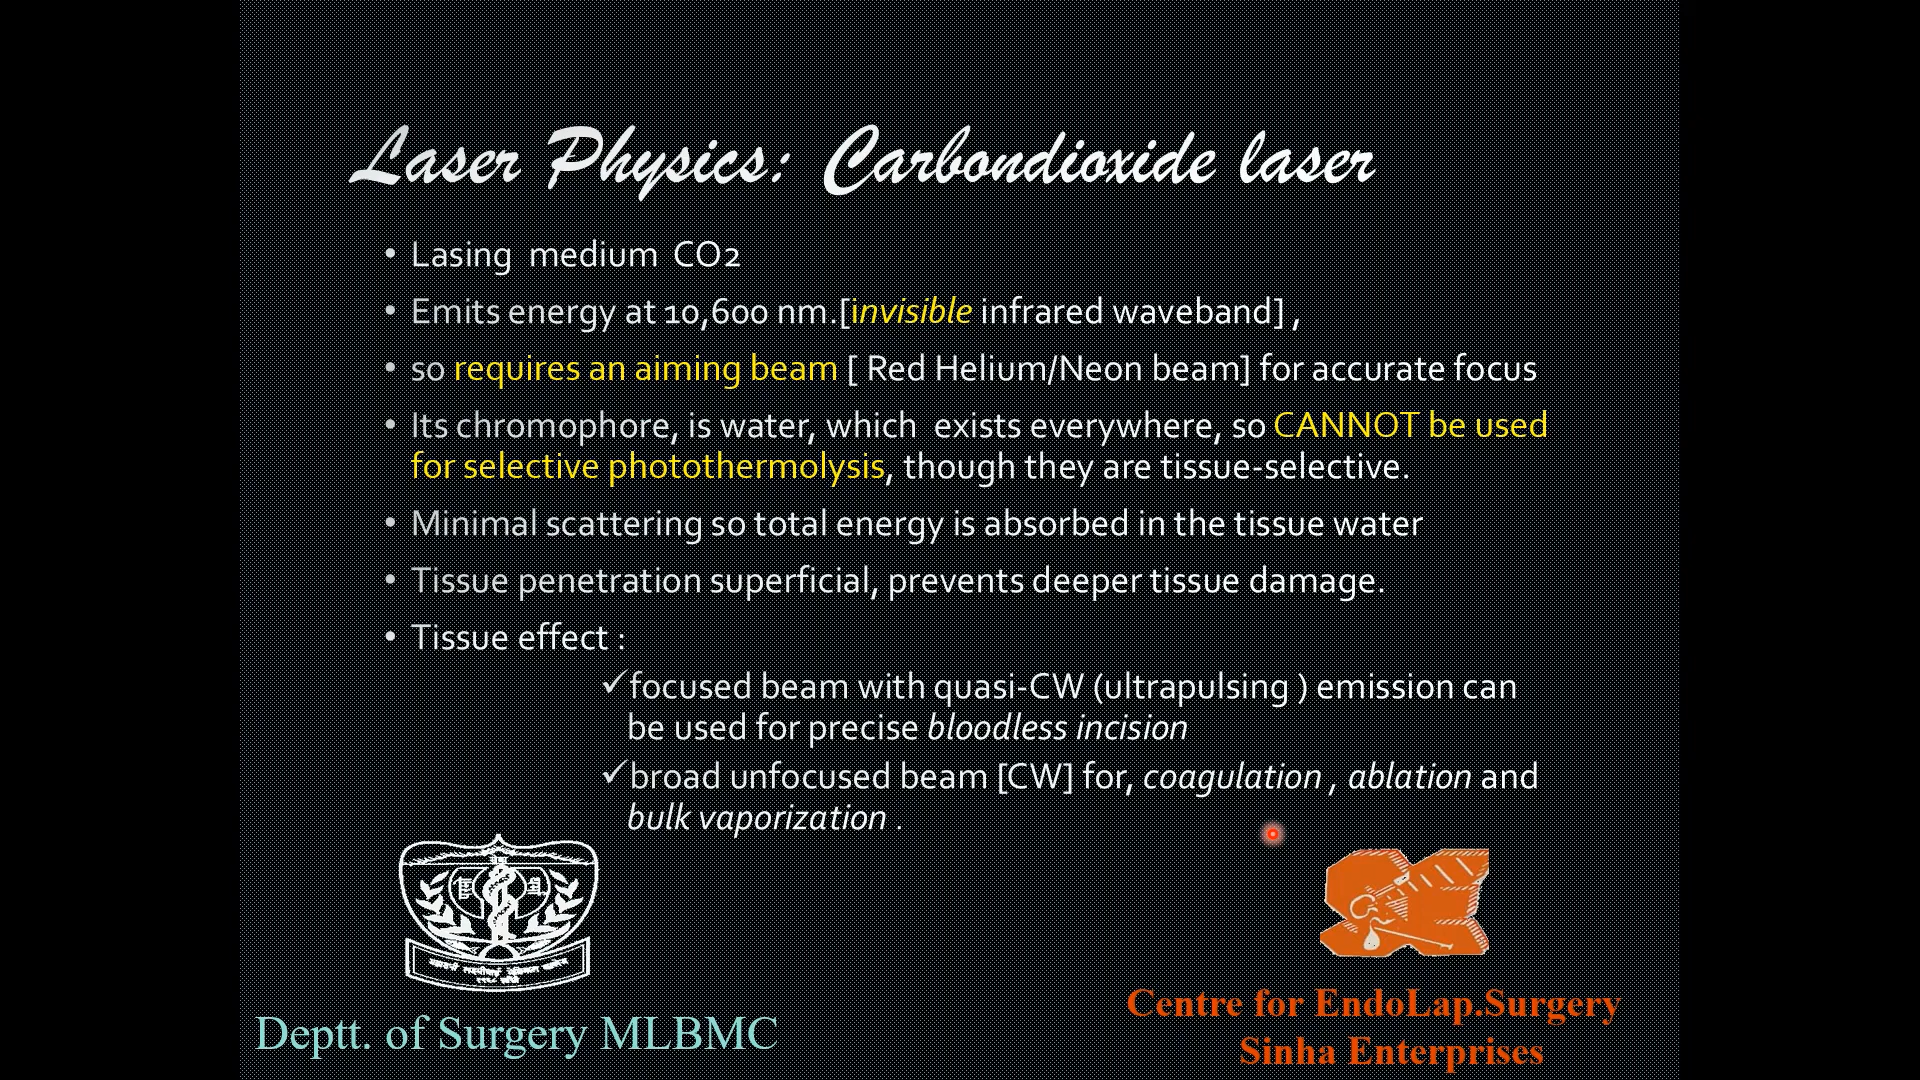 Laser Physics: Carbondioxide laser
• Lasing medium CO2
• Emits energy at 10,600 nm.[invisible infrared waveband] ,
• so requires an aiming beam [ Red Helium/Neon beam] for accurate focus
• Its chromophore, is water, which exists everywhere, so CANNOT be used
for selective photothermolysis, though they are tissue-selective.
• Minimal scattering so total energy is absorbed in the tissue water
• Tissue penetration superficial, prevents deeper tissue damage.
• Tissue effect :
✓focused beam with quasi-CW (ultrapulsing ) emission can
be used for precise bloodless incision
✓broad unfocused beam [CW] for, coagulation , ablation and
bulk vaporization .
Deptt. of Surgery MLBMC
Centre for EndoLap.Surgery
Sinha Enterprises